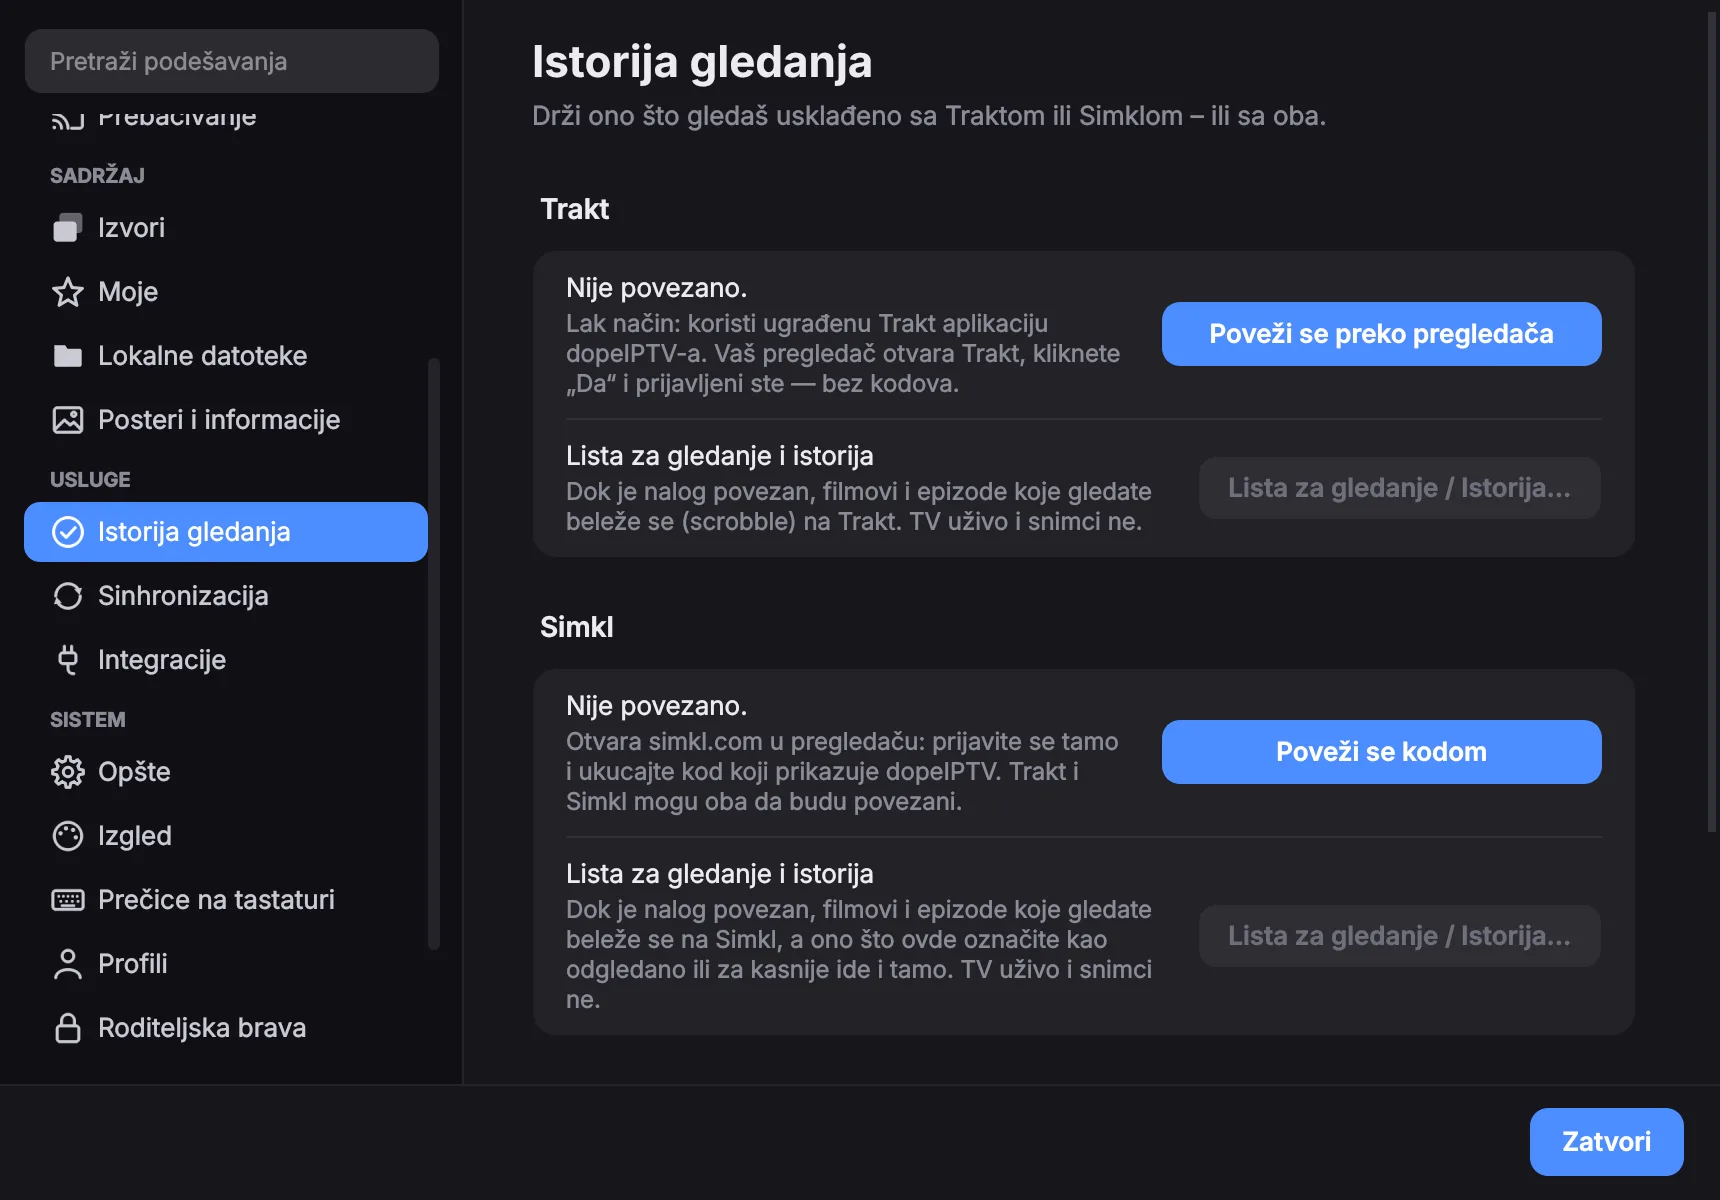 Pretraži podešavanja
Prebacivanje
SADRŽAJ
Izvori
Moje
Lokalne datoteke
Posteri i informacije
USLUGE
Istorija gledanja
Sinhronizacija
Integracije
SISTEM
Opšte
Izgled
Prečice na tastaturi
Profili
Roditeljska brava
Istorija gledanja
Drži ono što gledaš usklađeno sa Traktom ili Simklom – ili sa oba.
Trakt
Nije povezano.
Lak način: koristi ugrađenu Trakt aplikaciju
dopeIPTV-a. Vaš pregledač otvara Trakt, kliknete
„Da“ i prijavljeni ste — bez kodova.
Poveži se preko pregledača
Lista za gledanje i istorija
Dok je nalog povezan, filmovi i epizode koje gledate
beleže se (scrobble) na Trakt. TV uživo i snimci ne.
Lista za gledanje / Istorija...
Simkl
Nije povezano.
Otvara simkl.com u pregledaču: prijavite se tamo
i ukucajte kod koji prikazuje dopeIPTV. Trakt i
Simkl mogu oba da budu povezani.
Poveži se kodom
Lista za gledanje i istorija
Dok je nalog povezan, filmovi i epizode koje gledate
beleže se na Simkl, a ono što ovde označite kao
odgledano ili za kasnije ide i tamo. TV uživo i snimci
ne.
Lista za gledanje / Istorija...
Zatvori